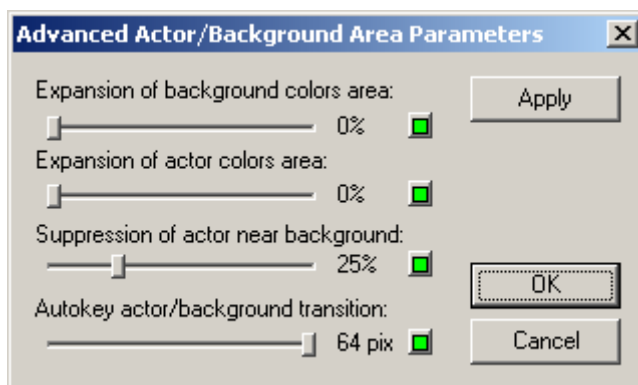 Advanced Actor/Background Area Parameters
Expansion of background colors area:
Apply
0%
Expansion of actor colors area:
0%
Suppression of actor near background:
25%
OK
Autokey actor/background transition:
64 pix
Cancel